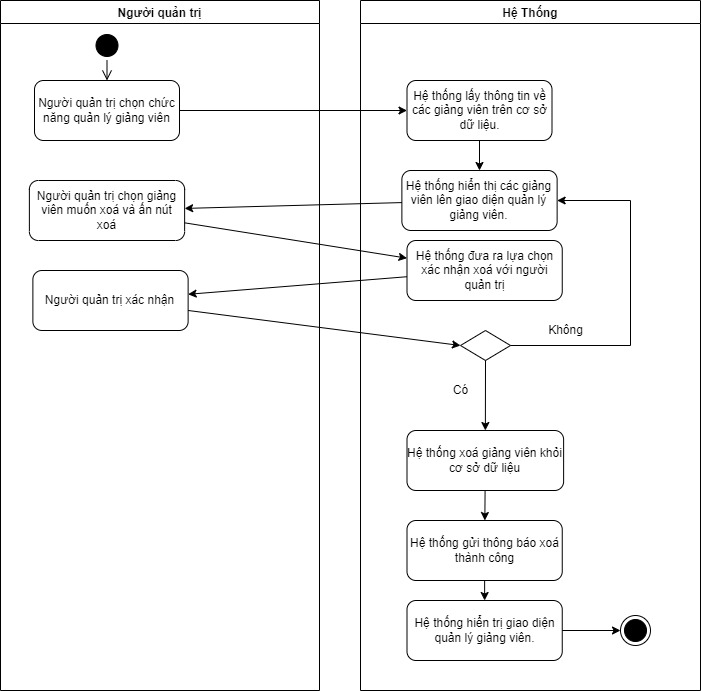 Người quản trị
Hệ Thống
Người quản trị chọn chức
năng quản lý giảng viên
Hệ thống lấy thông tin về
các giảng viên trên cơ sở
dữ liệu.
Hệ thống hiển thị các giảng
viên lên giao diện quản lý
giảng viên.
Người quản trị chọn giảng
viên muốn xoá và ấn nút
xoá
Hệ thống đưa ra lựa chọn
xác nhận xoá với người
quản trị
Người quản trị xác nhận
Không
Có
Hệ thống xoá giảng viên khỏi
cơ sở dữ liệu
Hệ thống gửi thông báo xoá
thành công
Hệ thống hiển trị giao diện
quản lý giảng viên.